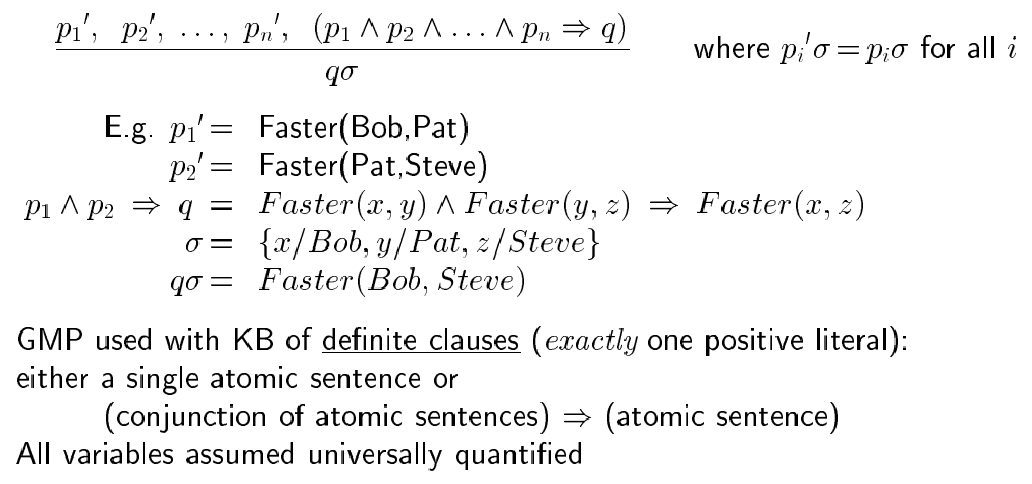 p₁′, p₂′, …, pₙ′, (p₁ ∧ p₂ ∧ … ∧ pₙ ⇒ q)
qσ
where pᵢ′σ = pᵢσ for all i
E.g. p₁′ = Faster(Bob,Pat)
p₂′ = Faster(Pat,Steve)
p₁ ∧ p₂ ⇒ q = Faster(x, y) ∧ Faster(y, z) ⇒ Faster(x, z)
σ = {x/Bob, y/Pat, z/Steve}
qσ = Faster(Bob, Steve)
GMP used with KB of definite clauses (exactly one positive literal):
either a single atomic sentence or
(conjunction of atomic sentences) ⇒ (atomic sentence)
All variables assumed universally quantified